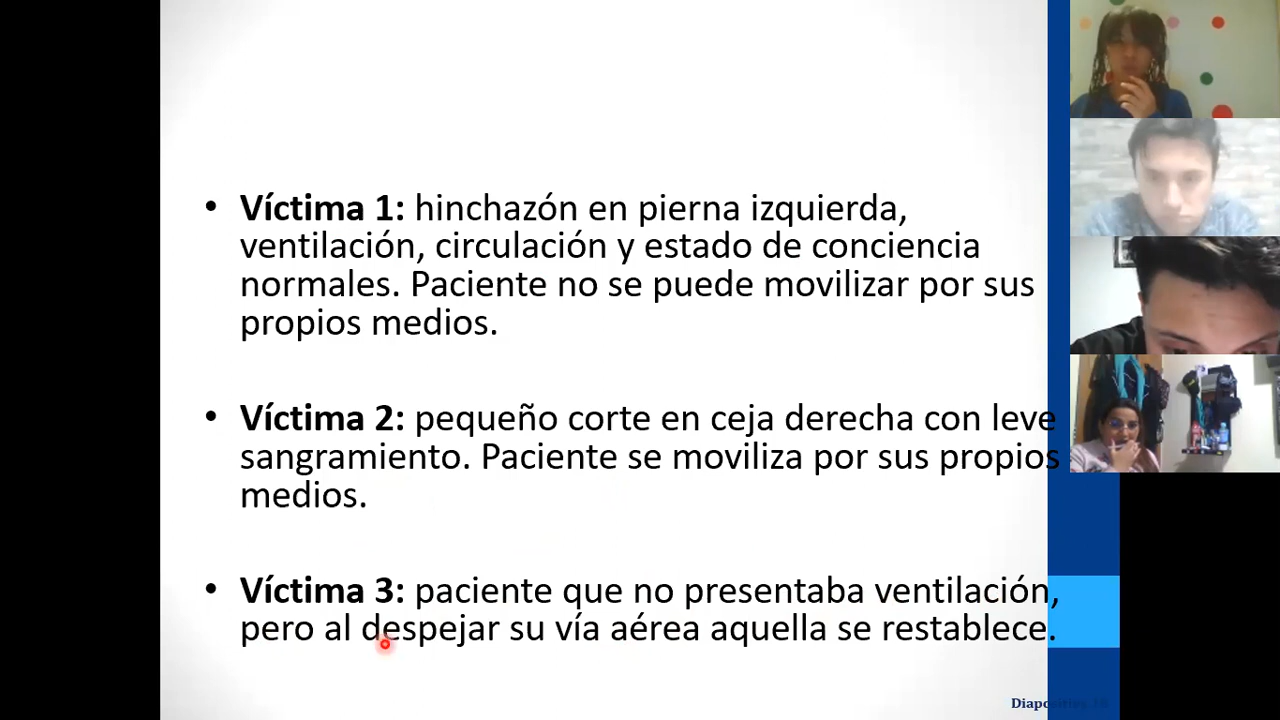 • Víctima 1: hinchazón en pierna izquierda,
ventilación, circulación y estado de conciencia
normales. Paciente no se puede movilizar por sus
propios medios.
• Víctima 2: pequeño corte en ceja derecha con leve
sangramiento. Paciente se moviliza por sus propios
medios.
• Víctima 3: paciente que no presentaba ventilación,
pero al despejar su vía aérea aquella se restablece.
Diapositiva